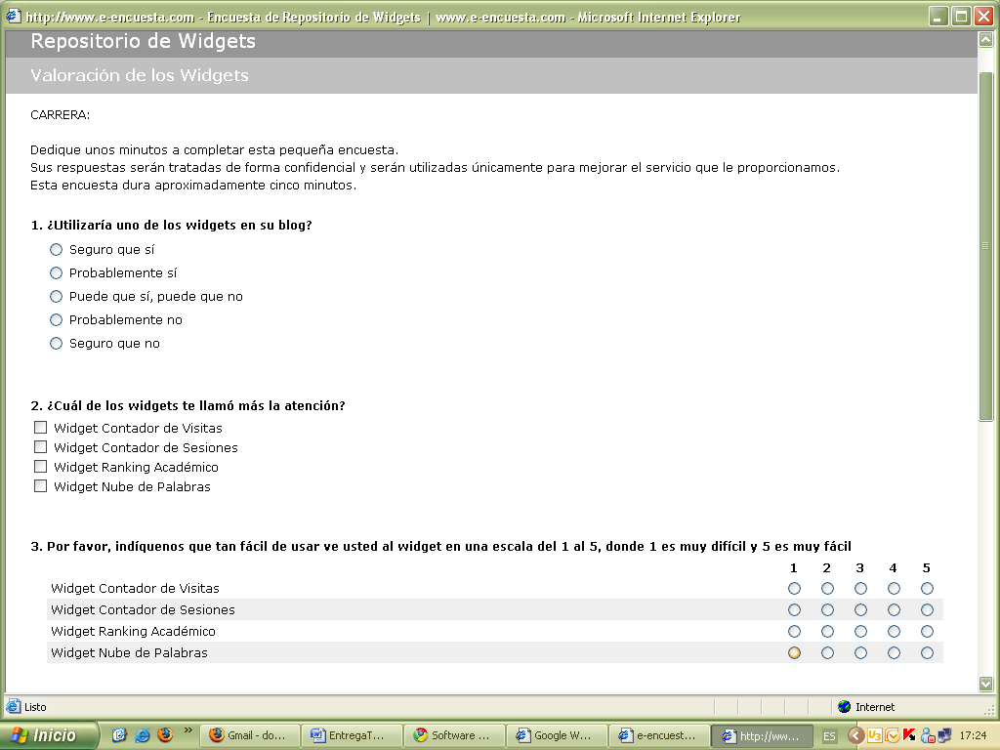 http://www.e-encuesta.com - Encuesta de Repositorio de Widgets | www.e-encuesta.com - Microsoft Internet Explorer
Repositorio de Widgets
Valoración de los Widgets
CARRERA:
Dedique unos minutos a completar esta pequeña encuesta.
Sus respuestas serán tratadas de forma confidencial y serán utilizadas únicamente para mejorar el servicio que le proporcionamos.
Esta encuesta dura aproximadamente cinco minutos.
1. ¿Utilizaría uno de los widgets en su blog?
Seguro que sí
Probablemente sí
Puede que sí, puede que no
Probablemente no
Seguro que no
2. ¿Cuál de los widgets te llamó más la atención?
Widget Contador de Visitas
Widget Contador de Sesiones
Widget Ranking Académico
Widget Nube de Palabras
3. Por favor, indíquenos que tan fácil de usar ve usted al widget en una escala del 1 al 5, donde 1 es muy difícil y 5 es muy fácil
1 2 3 4 5
Widget Contador de Visitas
Widget Contador de Sesiones
Widget Ranking Académico
Widget Nube de Palabras
Listo Internet
Inicio » Gmail - do... EntregaT... Software ... Google W... e-encuest... http://ww... ES 17:24